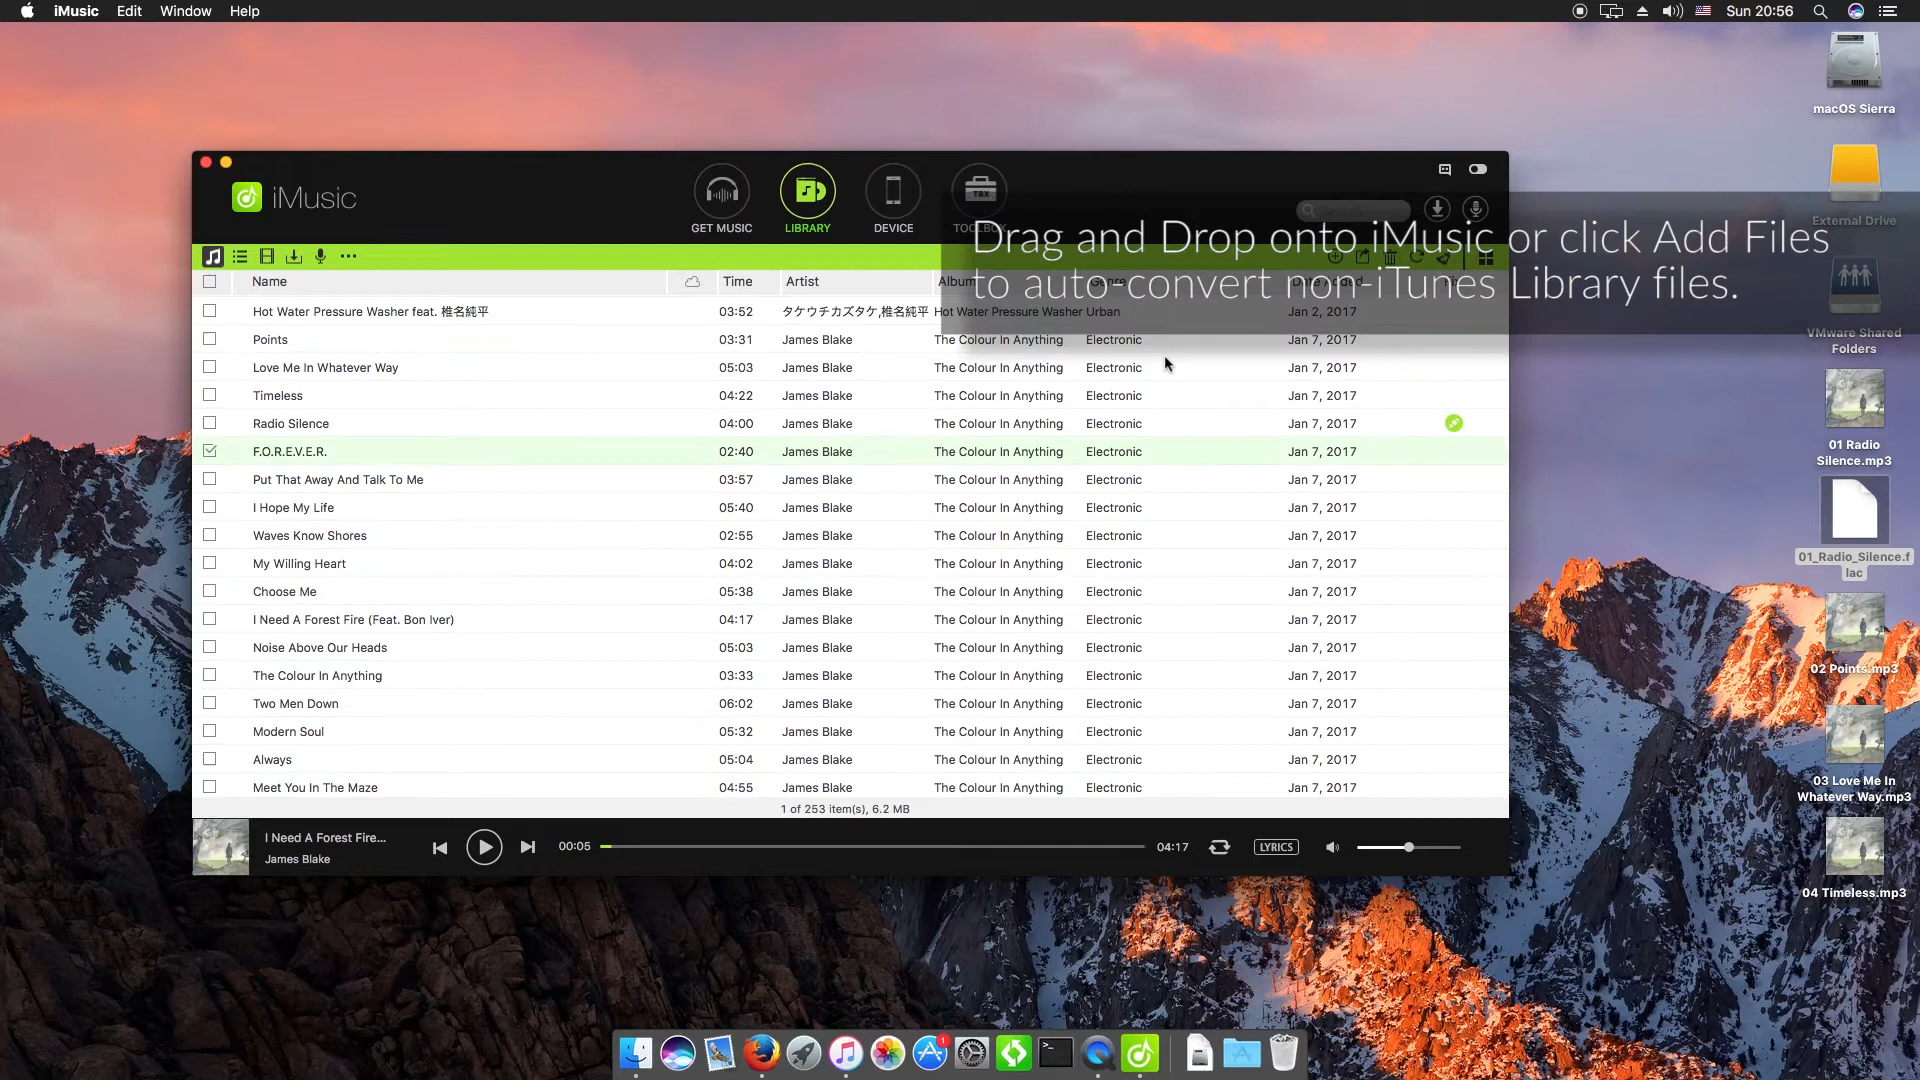 iMusic Edit Window Help
Sun 20:56
macOS Sierra
External Drive
VMware Shared
Folders
01 Radio
Silence.mp3
01_Radio_Silence.f
lac
02 Points.mp3
03 Love Me In
Whatever Way.mp3
04 Timeless.mp3
iMusic
GET MUSIC
LIBRARY
DEVICE
TBX
TOOLBOX
Drag and Drop onto iMusic or click Add Files
to auto-convert non-iTunes Library files.
Name Time Artist Album Genre Date Added
Hot Water Pressure Washer feat. 椎名純平 03:52 タケウチカズタケ,椎名純平 Hot Water Pressure Washer Urban Jan 2, 2017
Points 03:31 James Blake The Colour In Anything Electronic Jan 7, 2017
Love Me In Whatever Way 05:03 James Blake The Colour In Anything Electronic Jan 7, 2017
Timeless 04:22 James Blake The Colour In Anything Electronic Jan 7, 2017
Radio Silence 04:00 James Blake The Colour In Anything Electronic Jan 7, 2017
F.O.R.E.V.E.R. 02:40 James Blake The Colour In Anything Electronic Jan 7, 2017
Put That Away And Talk To Me 03:57 James Blake The Colour In Anything Electronic Jan 7, 2017
I Hope My Life 05:40 James Blake The Colour In Anything Electronic Jan 7, 2017
Waves Know Shores 02:55 James Blake The Colour In Anything Electronic Jan 7, 2017
My Willing Heart 04:02 James Blake The Colour In Anything Electronic Jan 7, 2017
Choose Me 05:38 James Blake The Colour In Anything Electronic Jan 7, 2017
I Need A Forest Fire (Feat. Bon Iver) 04:17 James Blake The Colour In Anything Electronic Jan 7, 2017
Noise Above Our Heads 05:03 James Blake The Colour In Anything Electronic Jan 7, 2017
The Colour In Anything 03:33 James Blake The Colour In Anything Electronic Jan 7, 2017
Two Men Down 06:02 James Blake The Colour In Anything Electronic Jan 7, 2017
Modern Soul 05:32 James Blake The Colour In Anything Electronic Jan 7, 2017
Always 05:04 James Blake The Colour In Anything Electronic Jan 7, 2017
Meet You In The Maze 04:55 James Blake The Colour In Anything Electronic Jan 7, 2017
1 of 253 item(s), 6.2 MB
I Need A Forest Fire...
James Blake
00:05
04:17
LYRICS
1